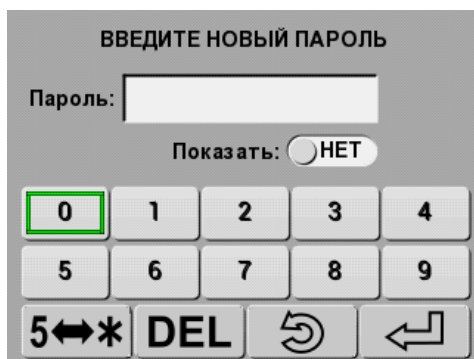 ВВЕДИТЕ НОВЫЙ ПАРОЛЬ
Пароль:
Показать: НЕТ
0 1 2 3 4
5 6 7 8 9
5⬌* DEL